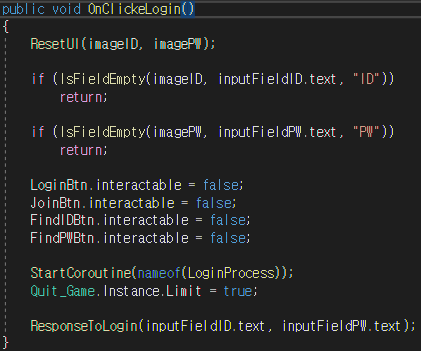 public void OnClickeLogin()
{
ResetUI(imageID, imagePW);
if (IsFieldEmpty(imageID, inputFieldID.text, "ID"))
return;
if (IsFieldEmpty(imagePW, inputFieldPW.text, "PW"))
return;
LoginBtn.interactable = false;
JoinBtn.interactable = false;
FindIDBtn.interactable = false;
FindPWBtn.interactable = false;
StartCoroutine(nameof(LoginProcess));
Quit_Game.Instance.Limit = true;
ResponseToLogin(inputFieldID.text, inputFieldPW.text);
}